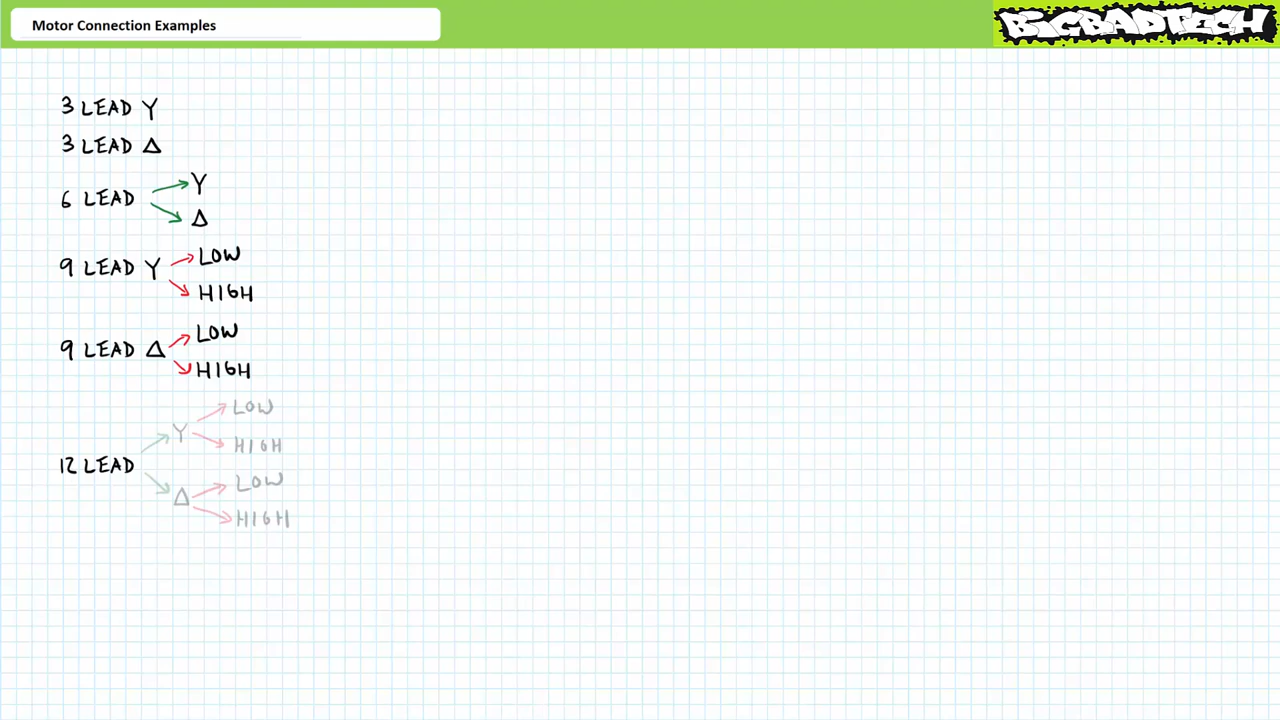 Motor Connection Examples
BIGBADTECH
3 LEAD Y
3 LEAD Δ
6 LEAD
Y
Δ
9 LEAD Y
LOW
HIGH
9 LEAD Δ
LOW
HIGH
12 LEAD
Y
LOW
HIGH
Δ
LOW
HIGH